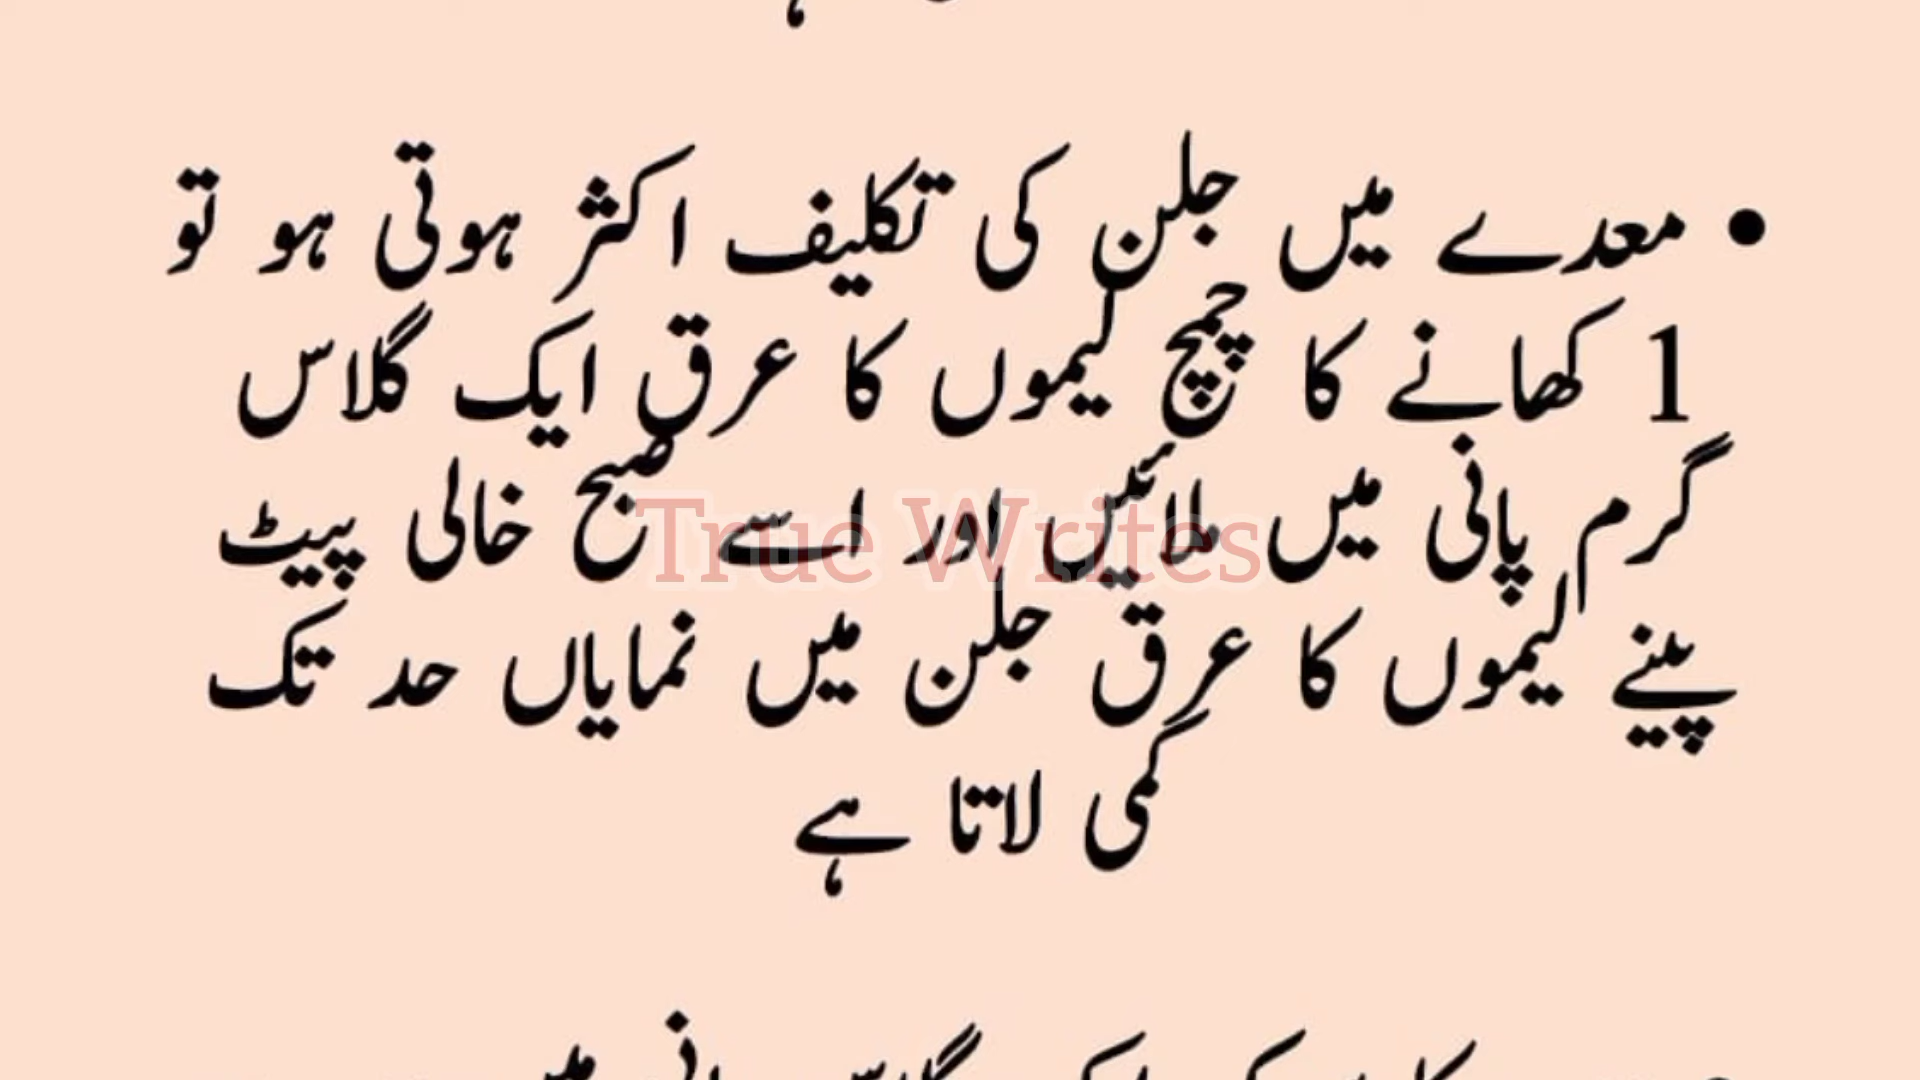 • معدے میں جلن کی تکلیف اکثر ہوتی ہو تو
1 کھانے کا چمچ لیموں کا عرق ایک گلاس
گرم پانی میں ملائیں اور اسے صبح خالی پیٹ
True Writes
پینے لیموں کا عرق جلن میں نمایاں حد تک
کمی لاتا ہے